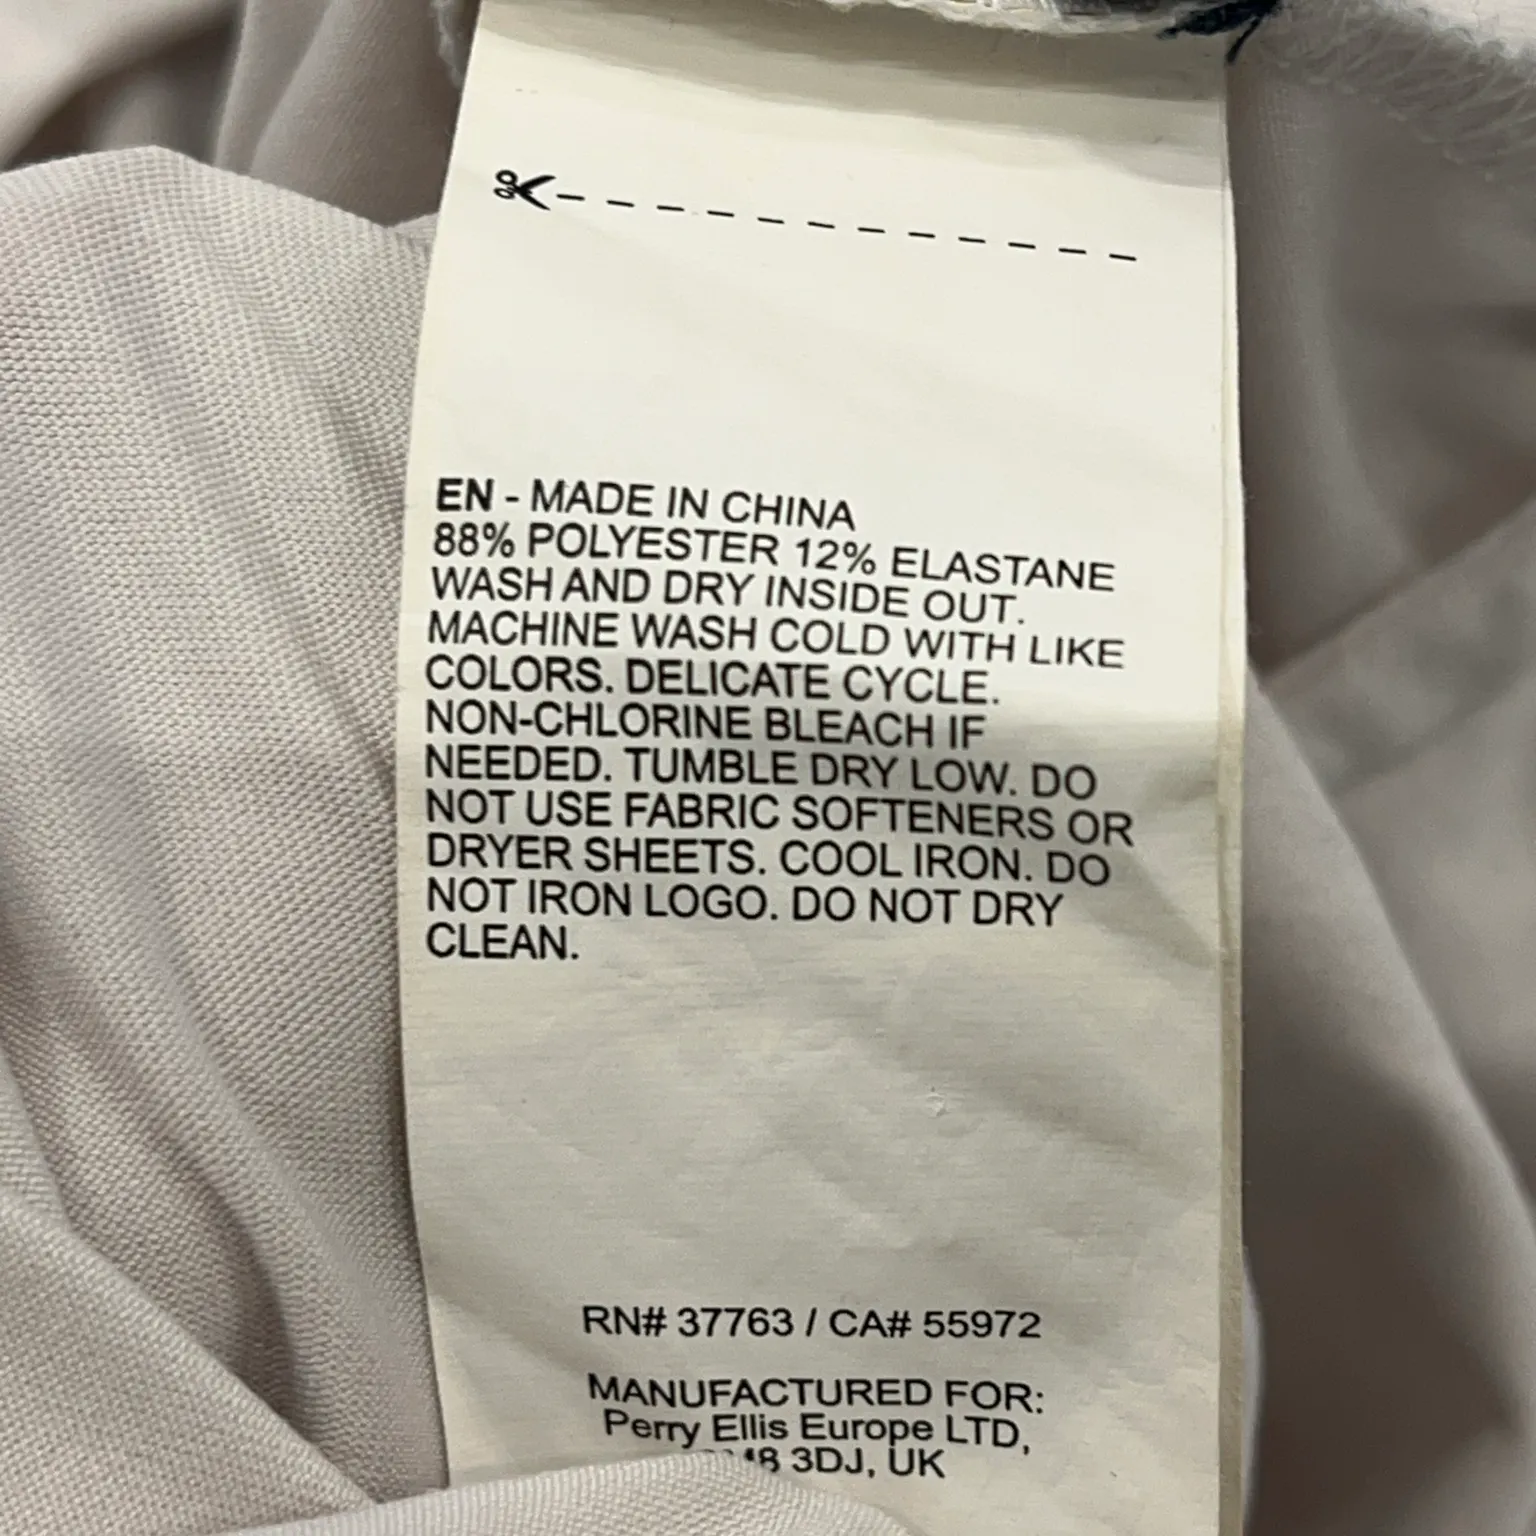 EN - MADE IN CHINA
88% POLYESTER 12% ELASTANE
WASH AND DRY INSIDE OUT.
MACHINE WASH COLD WITH LIKE
COLORS. DELICATE CYCLE.
NON-CHLORINE BLEACH IF
NEEDED. TUMBLE DRY LOW. DO
NOT USE FABRIC SOFTENERS OR
DRYER SHEETS. COOL IRON. DO
NOT IRON LOGO. DO NOT DRY
CLEAN.
RN# 37763 / CA# 55972
MANUFACTURED FOR:
Perry Ellis Europe LTD,
3DJ, UK